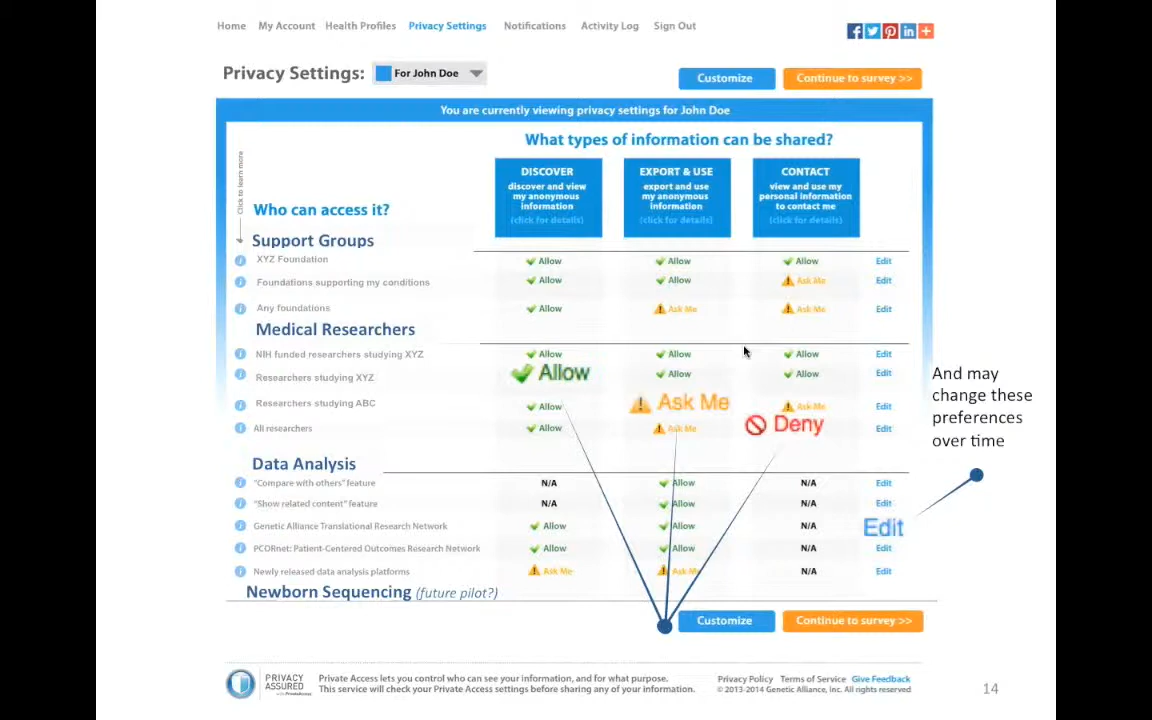 Home My Account Health Profiles Privacy Settings Notifications Activity Log Sign Out
Privacy Settings: For John Doe Customize Continue to survey >>
You are currently viewing privacy settings for John Doe
What types of information can be shared?
Click to learn more
DISCOVER
discover and view
my anonymous
information
(click for details)
EXPORT & USE
export and use
my anonymous
information
(click for details)
CONTACT
view and use my
personal information
to contact me
(click for details)
Who can access it?
Support Groups
XYZ Foundation Allow Allow Allow Edit
Foundations supporting my conditions Allow Allow Ask Me Edit
Any foundations Allow Ask Me Ask Me Edit
Medical Researchers
NIH funded researchers studying XYZ Allow Allow Allow Edit
Researchers studying XYZ Allow Allow Allow Edit
Researchers studying ABC Allow Ask Me Ask Me Edit
All researchers Allow Ask Me Deny Edit
Data Analysis
"Compare with others" feature N/A Allow N/A Edit
"Show related content" feature N/A Allow N/A Edit
Genetic Alliance Translational Research Network Allow Allow N/A Edit
PCORnet: Patient-Centered Outcomes Research Network Allow Allow N/A Edit
Newly released data analysis platforms Ask Me Ask Me N/A Edit
Newborn Sequencing (future pilot?)
And may
change these
preferences
over time
Customize Continue to survey >>
PRIVACY
ASSURED
Private Access lets you control who can see your information, and for what purpose.
This service will check your Private Access settings before sharing any of your information.
Privacy Policy Terms of Service Give Feedback
© 2013-2014 Genetic Alliance, Inc. All rights reserved
14